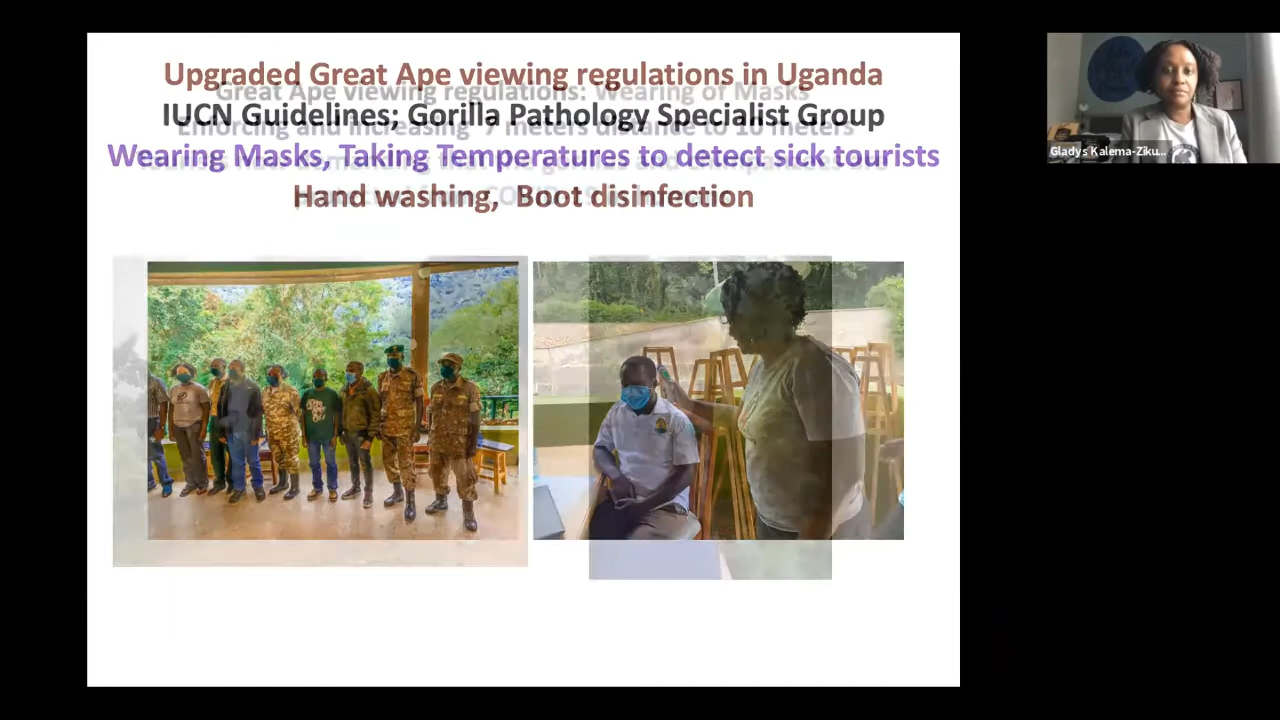 Upgraded Great Ape viewing regulations in Uganda
Great Ape viewing regulations: Wearing of Masks
IUCN Guidelines; Gorilla Pathology Specialist Group
Enforcing and increasing 7 meters distance to 10 meters
Wearing Masks, Taking Temperatures to detect sick tourists
Hand washing, Boot disinfection
Gladys Kalema-Ziku...